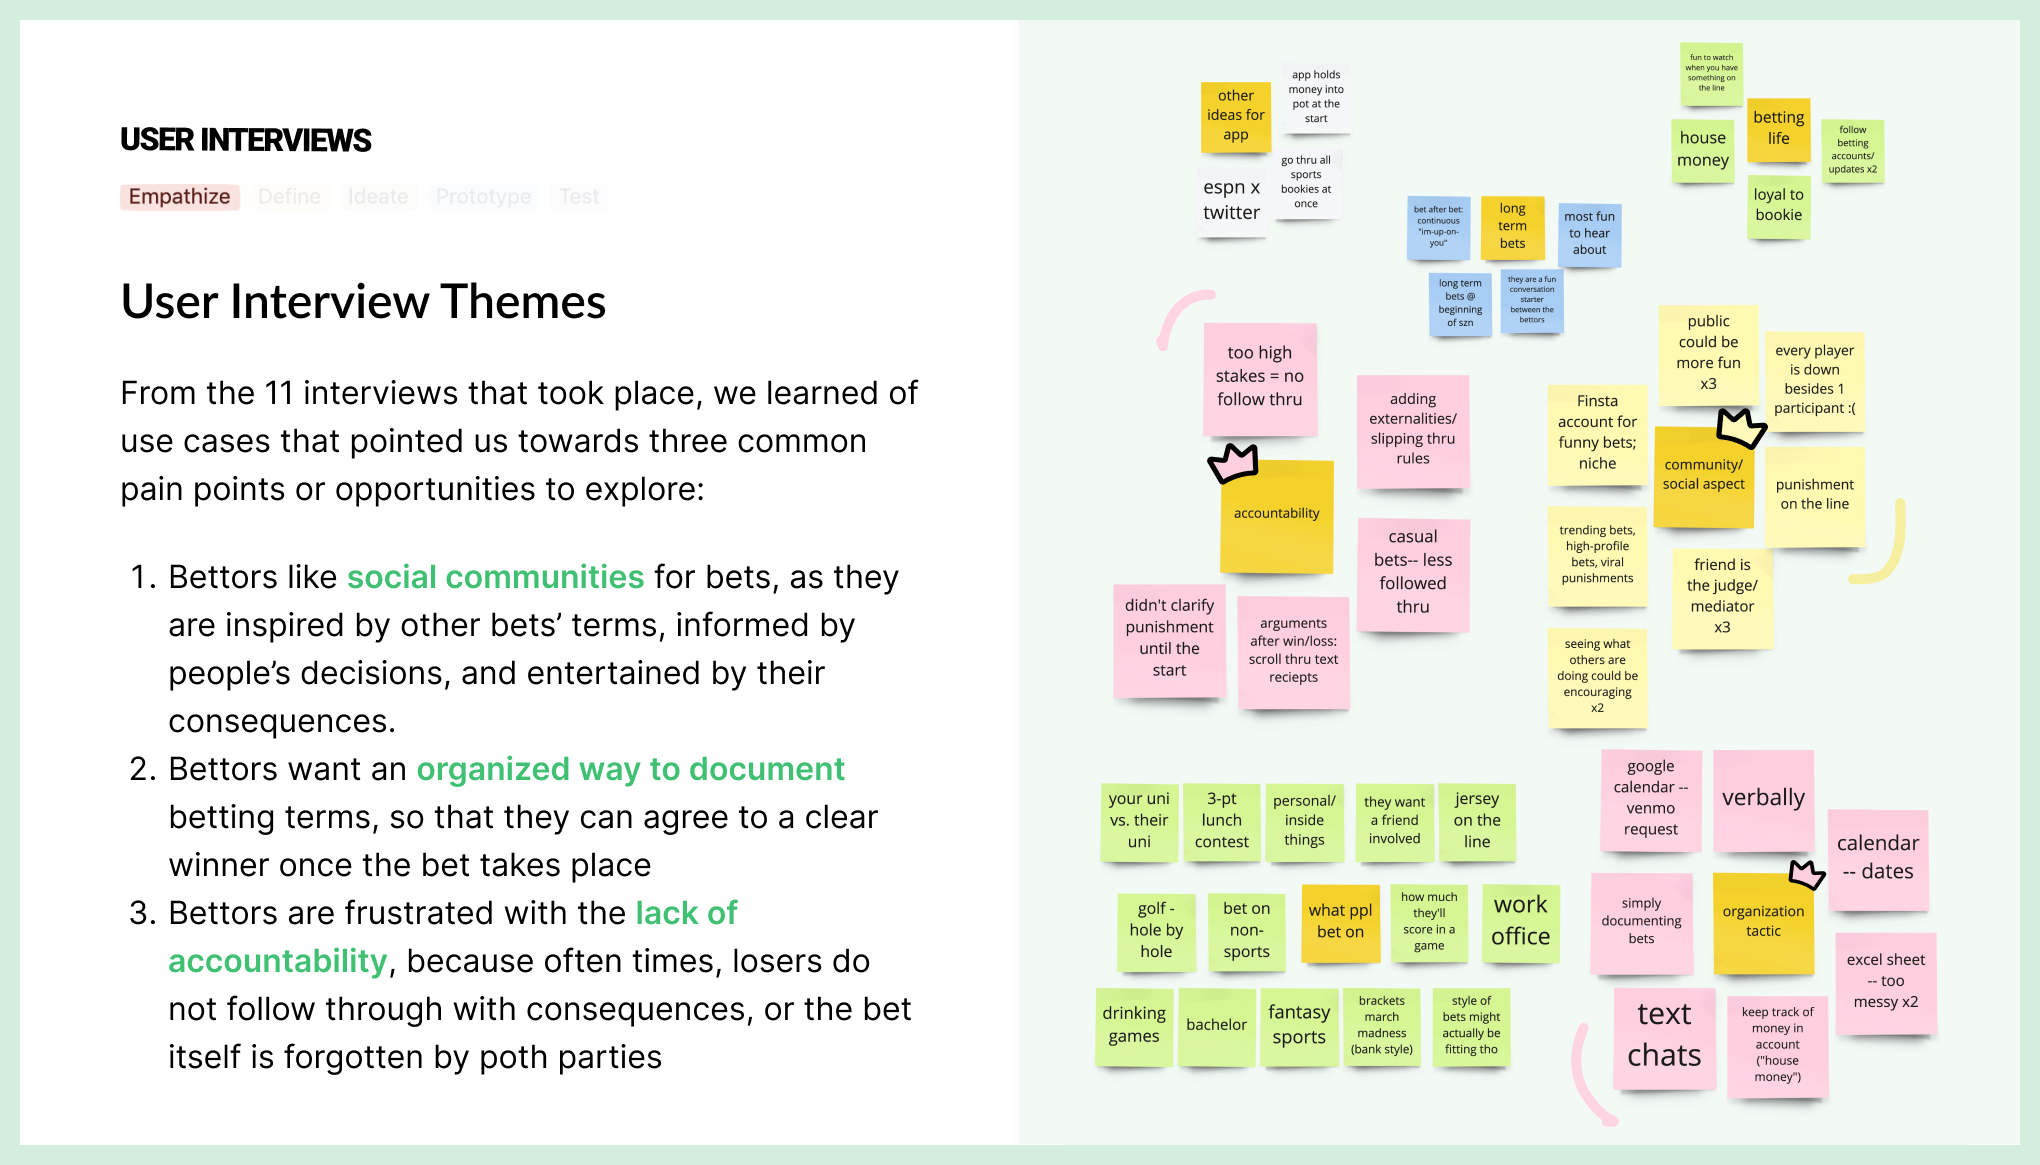 USER INTERVIEWS
Empathize Define Ideate Prototype Test
User Interview Themes
From the 11 interviews that took place, we learned of
use cases that pointed us towards three common
pain points or opportunities to explore:
1. Bettors like social communities for bets, as they
are inspired by other bets’ terms, informed by
people’s decisions, and entertained by their
consequences.
2. Bettors want an organized way to document
betting terms, so that they can agree to a clear
winner once the bet takes place
3. Bettors are frustrated with the lack of
accountability, because often times, losers do
not follow through with consequences, or the bet
itself is forgotten by poth parties
other
ideas for
app
app holds
money into
pot at the
start
espn x
twitter
go thru all
sports
bookies at
once
fun to watch
when you have
something on
the line
house
money
betting
life
follow
betting
accounts/
updates x2
loyal to
bookie
bet after bet:
continuous
"im-up-on-
you"
long
term
bets
most fun
to hear
about
long term
bets @
beginning
of szn
they are a fun
conversation
starter
between the
bettors
too high
stakes = no
follow thru
adding
externalities/
slipping thru
rules
accountability
casual
bets-- less
followed
thru
didn't clarify
punishment
until the
start
arguments
after win/loss:
scroll thru text
reciepts
public
could be
more fun
x3
every player
is down
besides 1
participant :(
Finsta
account for
funny bets;
niche
community/
social aspect
punishment
on the line
trending bets,
high-profile
bets, viral
punishments
friend is
the judge/
mediator
x3
seeing what
others are
doing could be
encouraging
x2
your uni
vs. their
uni
3-pt
lunch
contest
personal/
inside
things
they want
a friend
involved
jersey
on the
line
golf -
hole by
hole
bet on
non-
sports
what ppl
bet on
how much
they'll
score in a
game
work
office
drinking
games
bachelor
fantasy
sports
brackets
march
madness
(bank style)
style of
bets might
actually be
fitting tho
google
calendar --
venmo
request
verbally
calendar
-- dates
simply
documenting
bets
organization
tactic
excel sheet
-- too
messy x2
text
chats
keep track of
money in
account
("house
money")